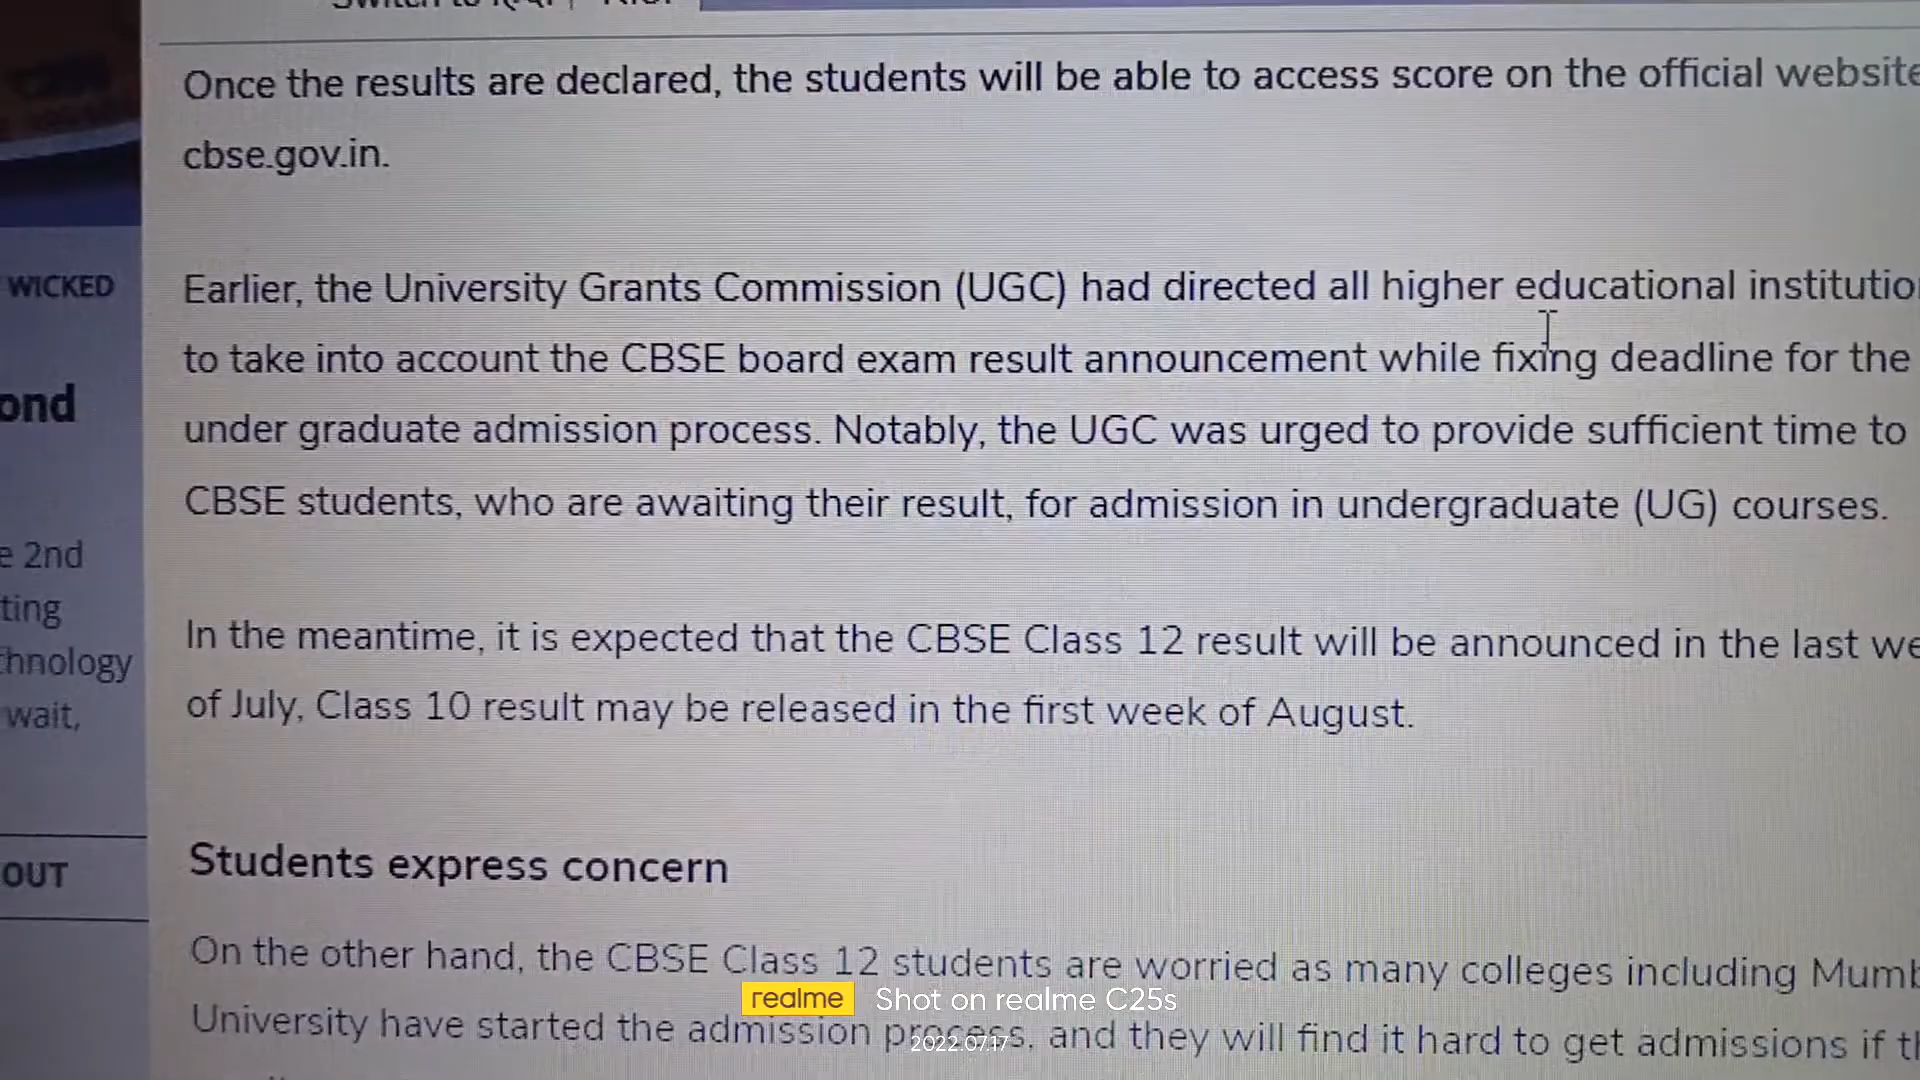 Once the results are declared, the students will be able to access score on the official website
cbse.gov.in.
Earlier, the University Grants Commission (UGC) had directed all higher educational
to take into account the CBSE board exam result announcement while fixing deadline for the
under graduate admission process. Notably, the UGC was urged to provide sufficient time to
CBSE students, who are awaiting their result, for admission in undergraduate (UG) courses.
In the meantime, it is expected that the CBSE Class 12 result will be announced in the last
of July, Class 10 result may be released in the first week of August.
Students express concern
On the other hand, the CBSE Class 12 students are worried as many colleges including
University have started the admission process, and they will find it hard to get admissions if
WICKED
ond
e 2nd
ting
hnology
wait,
OUT
realme Shot on realme C25s
2022.07.17